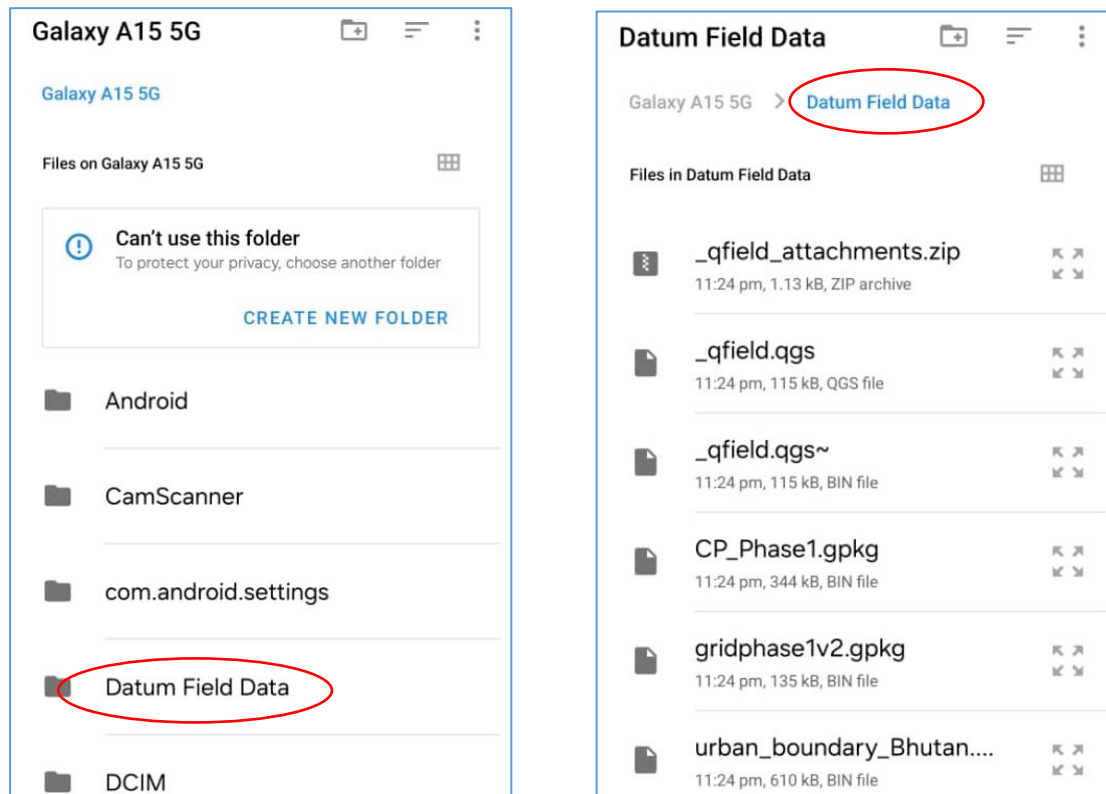 Galaxy A15 5G
Galaxy A15 5G
Files on Galaxy A15 5G
Can't use this folder
To protect your privacy, choose another folder
CREATE NEW FOLDER
Android
CamScanner
com.android.settings
Datum Field Data
DCIM
Datum Field Data
Galaxy A15 5G > Datum Field Data
Files in Datum Field Data
_qfield_attachments.zip
11:24 pm, 1.13 kB, ZIP archive
_qfield.qgs
11:24 pm, 115 kB, QGS file
_qfield.qgs~
11:24 pm, 115 kB, BIN file
CP_Phase1.gpkg
11:24 pm, 344 kB, BIN file
gridphase1v2.gpkg
11:24 pm, 135 kB, BIN file
urban_boundary_Bhutan....
11:24 pm, 610 kB, BIN file